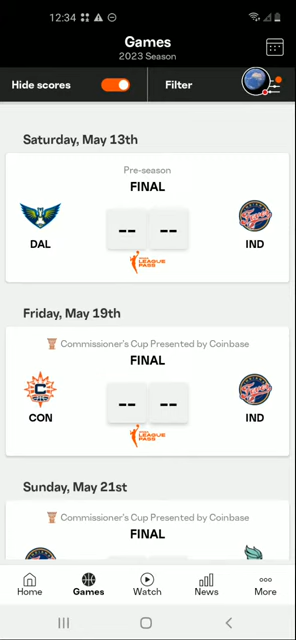 12:34
Games
2023 Season
Hide scores
Filter
Saturday, May 13th
Pre-season
FINAL
DAL
-- --
IND
LEAGUE PASS
Friday, May 19th
Commissioner's Cup Presented by Coinbase
FINAL
CON
-- --
IND
LEAGUE PASS
Sunday, May 21st
Commissioner's Cup Presented by Coinbase
FINAL
Home
Games
Watch
News
More